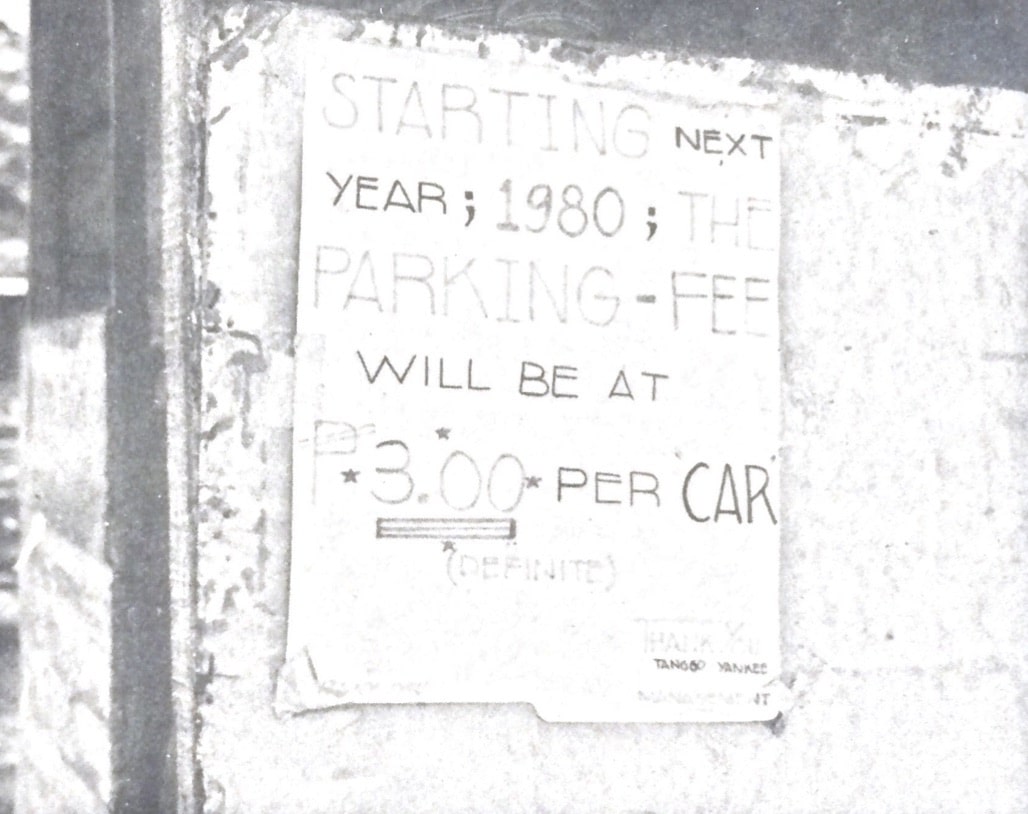 STARTING NEXT
YEAR; 1980; THE
PARKING-FEE
WILL BE AT
₱3.00 PER CAR
(DEFINITE)
THANK YOU
TANGGO YANKEE
MANAGEMENT